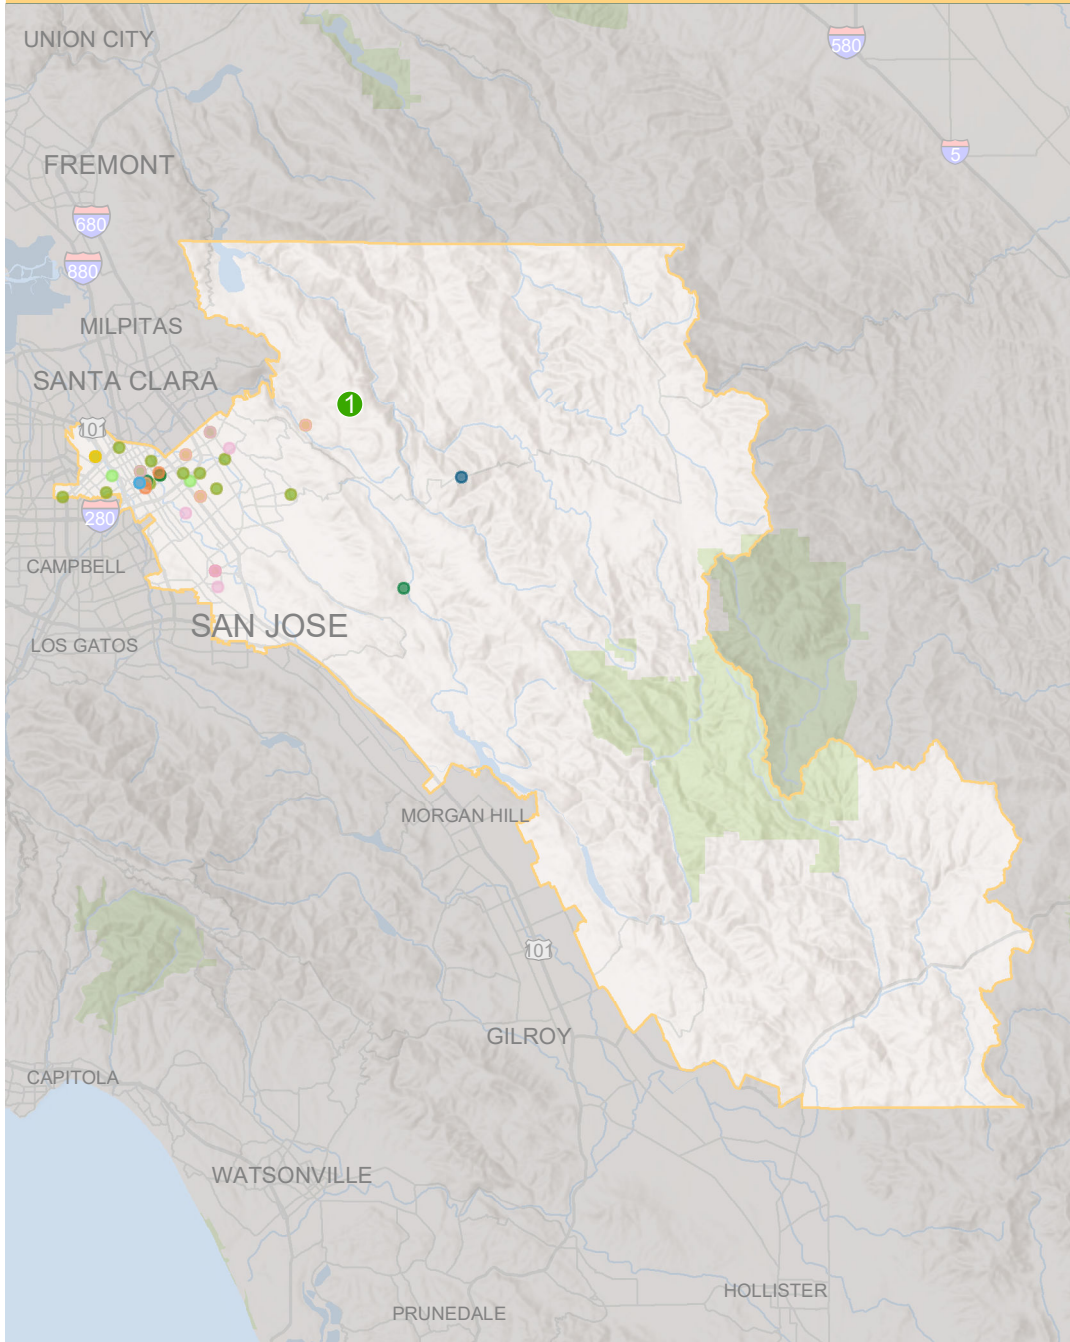 UNION CITY
580
FREMONT
5
680
880
MILPITAS
SANTA CLARA
1
101
280
CAMPBELL
SAN JOSE
LOS GATOS
MORGAN HILL
101
GILROY
CAPITOLA
WATSONVILLE
HOLLISTER
PRUNEDALE